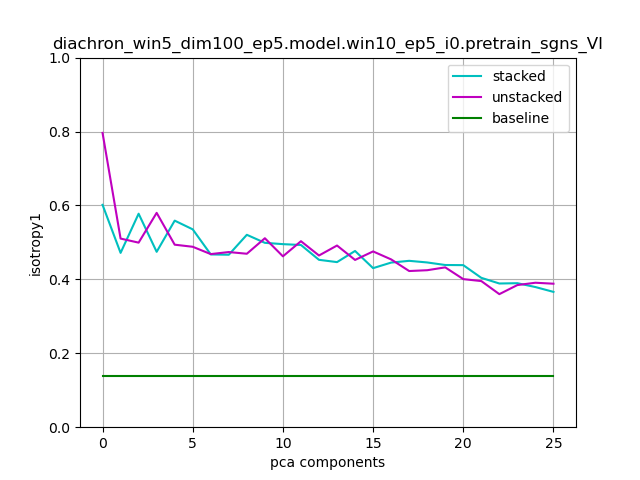 diachron_win5_dim100_ep5.model.win10_ep5_i0.pretrain_sgns_VI
stacked
unstacked
baseline
1.0
0.8
0.6
0.4
0.2
0.0
isotropy1
0 5 10 15 20 25
pca components